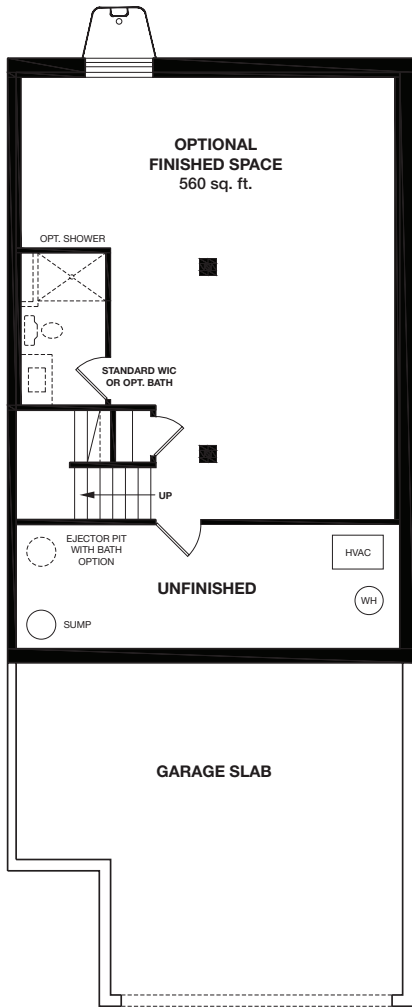 OPTIONAL
FINISHED SPACE
560 sq. ft.
OPT. SHOWER
STANDARD WIC
OR OPT. BATH
UP
EJECTOR PIT
WITH BATH
OPTION
HVAC
UNFINISHED
WH
SUMP
GARAGE SLAB